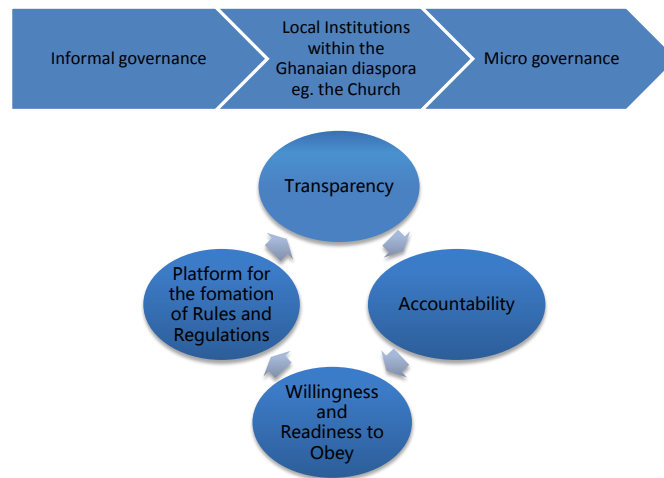 Informal governance
Local Institutions
within the
Ghanaian diaspora
eg. the Church
Micro governance
Transparency
Accountability
Willingness
and
Readiness to
Obey
Platform for
the fomation
of Rules and
Regulations